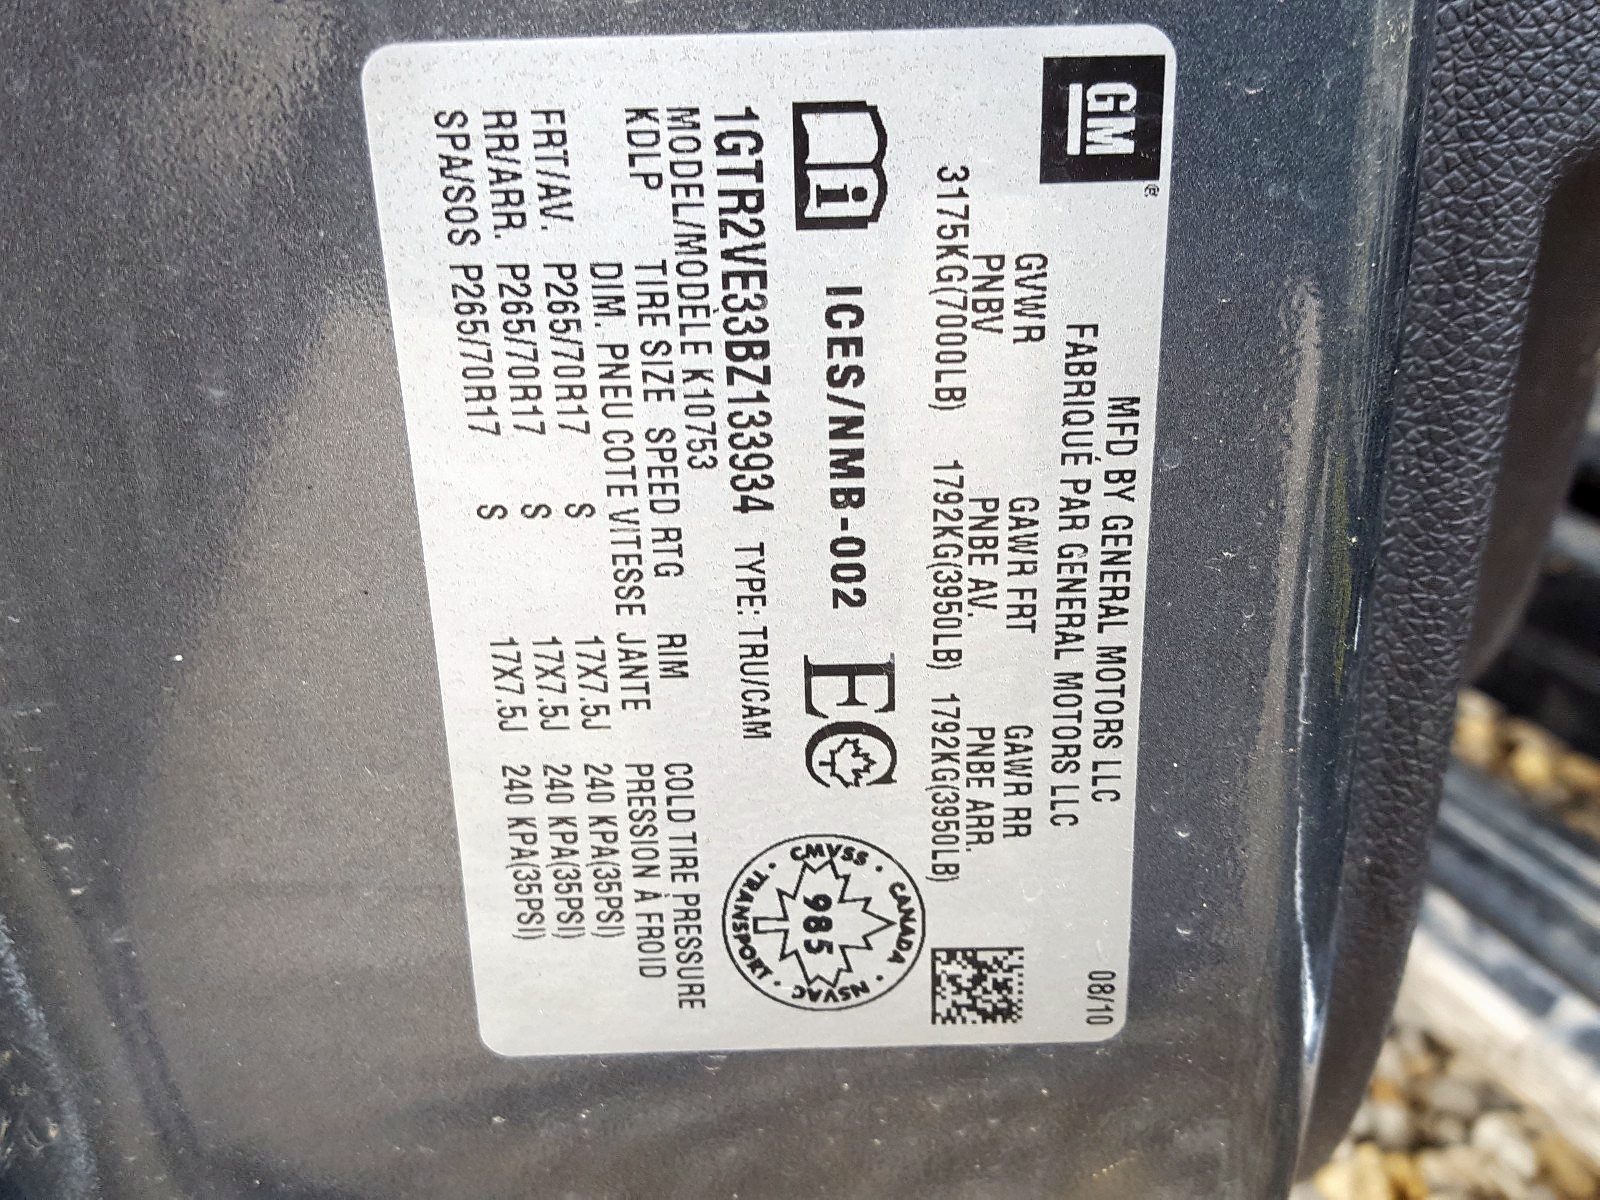 GM®
MFD BY GENERAL MOTORS LLC 08/10
FABRIQUÉ PAR GENERAL MOTORS LLC
GVWR GAWR FRT GAWR RR
PNBV PNBE AV. PNBE ARR.
3175KG(7000LB) 1792KG(3950LB) 1792KG(3950LB)
i ICES/NMB-002 EC
CANADA · NSVAC · TRANSPORT · CMVSS ·
985
1GTR2VE33BZ133934 TYPE: TRU/CAM
MODEL/MODÈLE K10753
KDLP TIRE SIZE SPEED RTG RIM COLD TIRE PRESSURE
DIM. PNEU COTE VITESSE JANTE PRESSION À FROID
FRT/AV. P265/70R17 S 17X7.5J 240 KPA(35PSI)
RR/ARR. P265/70R17 S 17X7.5J 240 KPA(35PSI)
SPA/SOS P265/70R17 S 17X7.5J 240 KPA(35PSI)